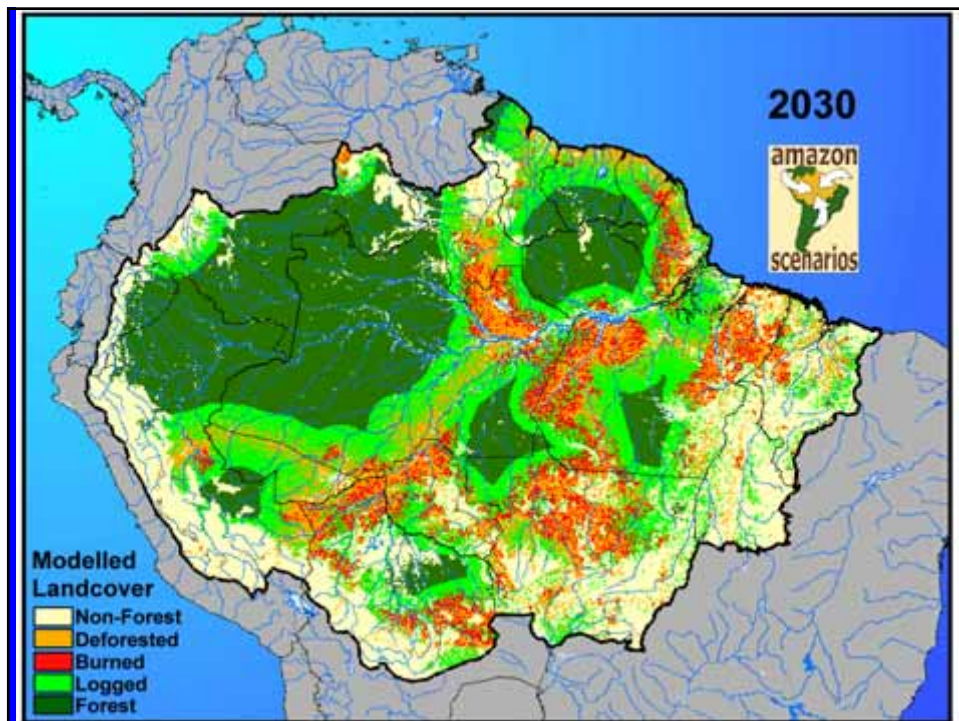 2030
amazon
scenarios
Modelled
Landcover
Non-Forest
Deforested
Burned
Logged
Forest